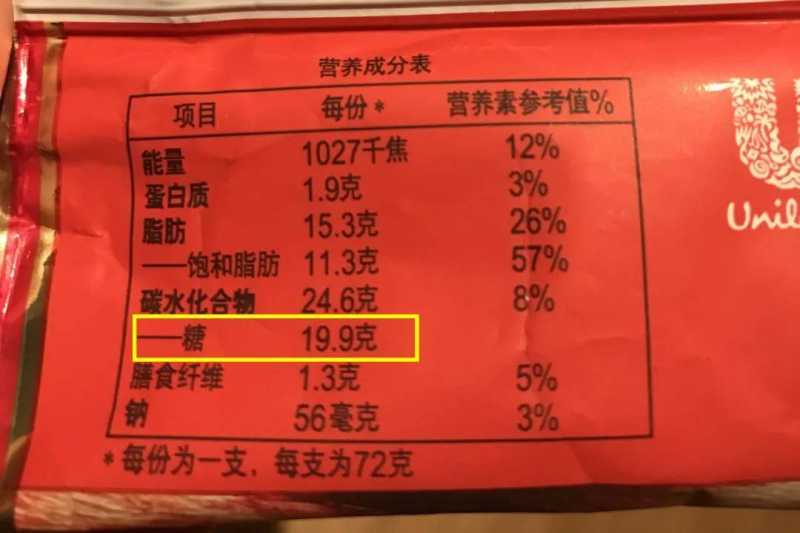 营养成分表
项目 每份* 营养素参考值%
能量 1027千焦 12%
蛋白质 1.9克 3%
脂肪 15.3克 26%
——饱和脂肪 11.3克 57%
碳水化合物 24.6克 8%
——糖 19.9克
膳食纤维 1.3克 5%
钠 56毫克 3%
*每份为一支，每支为72克
Unil